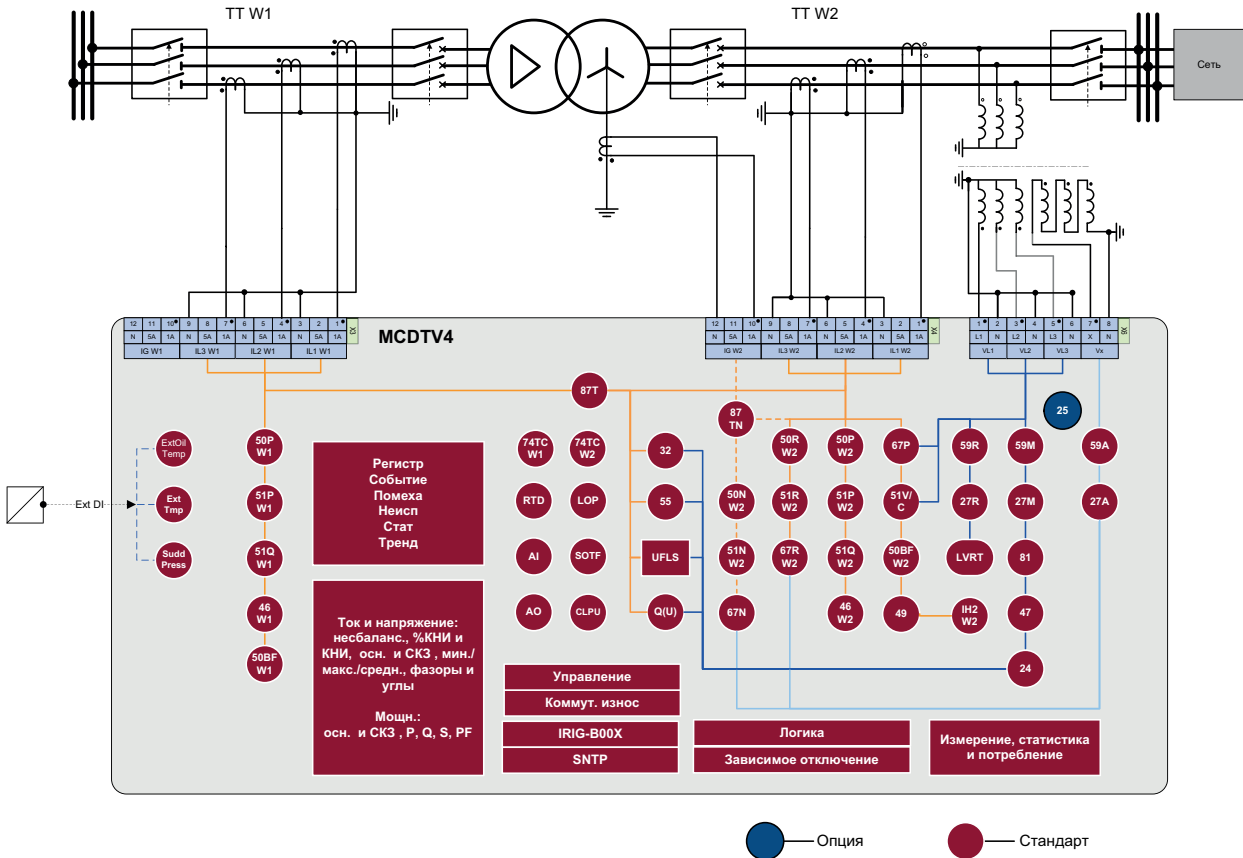 ТТ W1
ТТ W2
Сеть
12 11 10 9 8 7 6 5 4 3 2 1
N 5A 1A N 5A 1A N 5A 1A N 5A 1A
IG W1 IL3 W1 IL2 W1 IL1 W1
X3
MCDTV4
12 11 10 9 8 7 6 5 4 3 2 1
N 5A 1A N 5A 1A N 5A 1A N 5A 1A
IG W2 IL3 W2 IL2 W2 IL1 W2
X4
1 2 3 4 5 6 7 8
L1 N L2 N L3 N X N
VL1 VL2 VL3 Vx
X6
87T
25
87
TN
ExtOil
Temp
50P
W1
74TC
W1
74TC
W2
32
50R
W2
50P
W2
67P
59R
59M
59A
Регистр
Событие
Помеха
Неисп
Стат
Тренд
Ext DI
Ext
Tmp
51P
W1
RTD
LOP
55
50N
W2
51R
W2
51P
W2
51V/
C
27R
27M
27A
Sudd
Press
51Q
W1
AI
SOTF
UFLS
51N
W2
67R
W2
51Q
W2
50BF
W2
LVRT
81
46
W1
AO
CLPU
Q(U)
67N
46
W2
49
IH2
W2
47
50BF
W1
24
Ток и напряжение:
несбаланс., %КНИ и
КНИ, осн. и СКЗ , мин./
макс./средн., фазоры и
углы
Мощн.:
осн. и СКЗ , P, Q, S, PF
Управление
Коммут. износ
IRIG-B00X
SNTP
Логика
Зависимое отключение
Измерение, статистика
и потребление
Опция
Стандарт